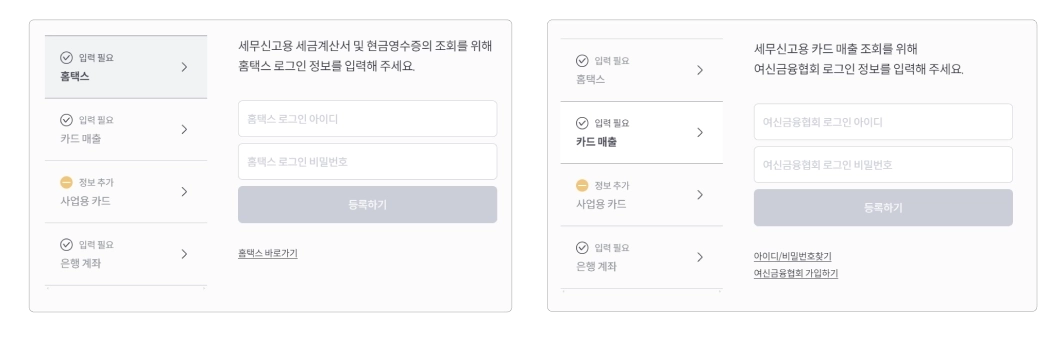 입력 필요
홈택스
입력 필요
카드 매출
정보 추가
사업용 카드
입력 필요
은행 계좌
세무신고용 세금계산서 및 현금영수증의 조회를 위해
홈택스 로그인 정보를 입력해 주세요.
홈택스 로그인 아이디
홈택스 로그인 비밀번호
등록하기
홈택스 바로가기
입력 필요
홈택스
입력 필요
카드 매출
정보 추가
사업용 카드
입력 필요
은행 계좌
세무신고용 카드 매출 조회를 위해
여신금융협회 로그인 정보를 입력해 주세요.
여신금융협회 로그인 아이디
여신금융협회 로그인 비밀번호
등록하기
아이디/비밀번호찾기
여신금융협회 가입하기